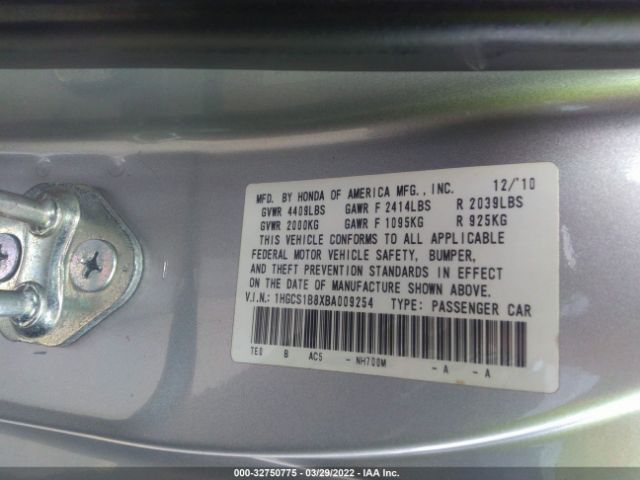 MFD. BY HONDA OF AMERICA MFG., INC. 12/'10
GVWR 4409LBS GAWR F 2414LBS R 2039LBS
GVWR 2000KG GAWR F 1095KG R 925KG
THIS VEHICLE CONFORMS TO ALL APPLICABLE
FEDERAL MOTOR VEHICLE SAFETY, BUMPER,
AND THEFT PREVENTION STANDARDS IN EFFECT
ON THE DATE OF MANUFACTURE SHOWN ABOVE.
V.I.N.: 1HGCS1B8XBA009254 TYPE: PASSENGER CAR
TE0 B AC5 - NH700M - A - A
000-32750775 - 03/29/2022 - IAA Inc.